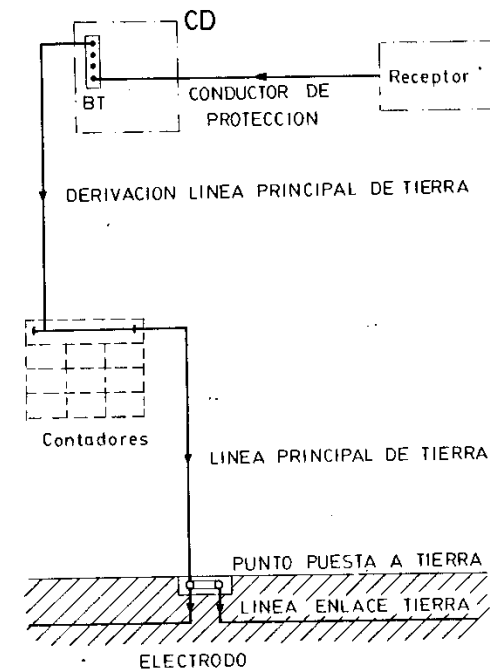 CD
BT
Receptor
CONDUCTOR DE
PROTECCION
DERIVACION LINEA PRINCIPAL DE TIERRA
Contadores
LINEA PRINCIPAL DE TIERRA
PUNTO PUESTA A TIERRA
LINEA ENLACE TIERRA
ELECTRODO